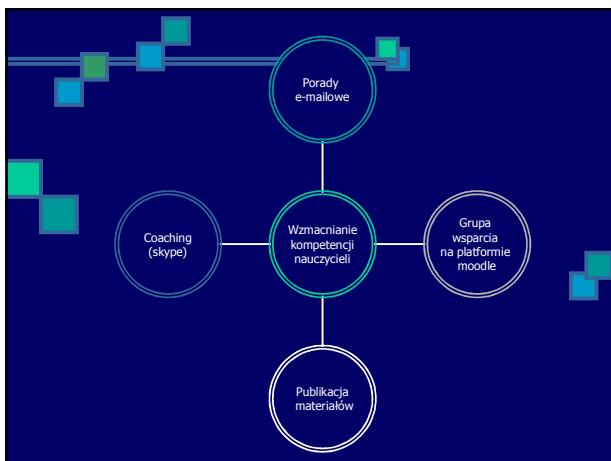 Porady
e-mailowe
Coaching
(skype)
Wzmacnianie
kompetencji
nauczycieli
Grupa
wsparcia
na platformie
moodle
Publikacja
materiałów